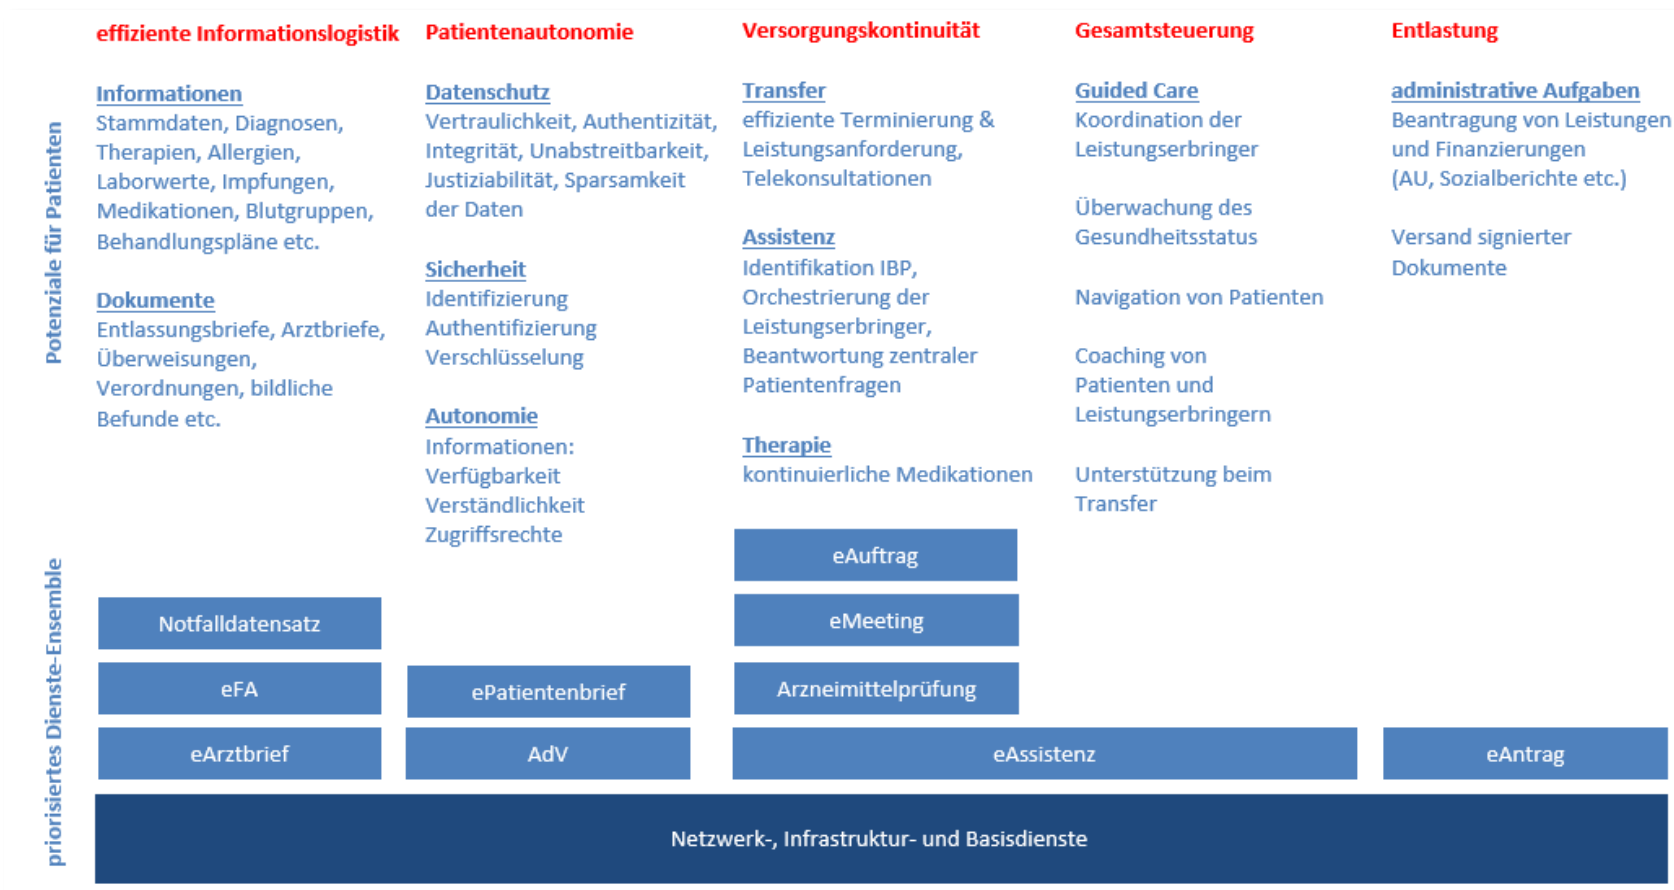 effiziente Informationslogistik
Patientenautonomie
Versorgungskontinuität
Gesamtsteuerung
Entlastung
Potenziale für Patienten
Informationen
Stammdaten, Diagnosen,
Therapien, Allergien,
Laborwerte, Impfungen,
Medikationen, Blutgruppen,
Behandlungspläne etc.
Dokumente
Entlassungsbriefe, Arztbriefe,
Überweisungen,
Verordnungen, bildliche
Befunde etc.
Datenschutz
Vertraulichkeit, Authentizität,
Integrität, Unabstreitbarkeit,
Justiziabilität, Sparsamkeit
der Daten
Sicherheit
Identifizierung
Authentifizierung
Verschlüsselung
Autonomie
Informationen:
Verfügbarkeit
Verständlichkeit
Zugriffsrechte
Transfer
effiziente Terminierung &
Leistungsanforderung,
Telekonsultationen
Assistenz
Identifikation IBP,
Orchestrierung der
Leistungserbringer,
Beantwortung zentraler
Patientenfragen
Therapie
kontinuierliche Medikationen
Guided Care
Koordination der
Leistungserbringer
Überwachung des
Gesundheitsstatus
Navigation von Patienten
Coaching von
Patienten und
Leistungserbringern
Unterstützung beim
Transfer
administrative Aufgaben
Beantragung von Leistungen
und Finanzierungen
(AU, Sozialberichte etc.)
Versand signierter
Dokumente
priorisiertes Dienste-Ensemble
Notfalldatensatz
eFA
eArztbrief
ePatientenbrief
AdV
eAuftrag
eMeeting
Arzneimittelprüfung
eAssistenz
eAntrag
Netzwerk-, Infrastruktur- und Basisdienste